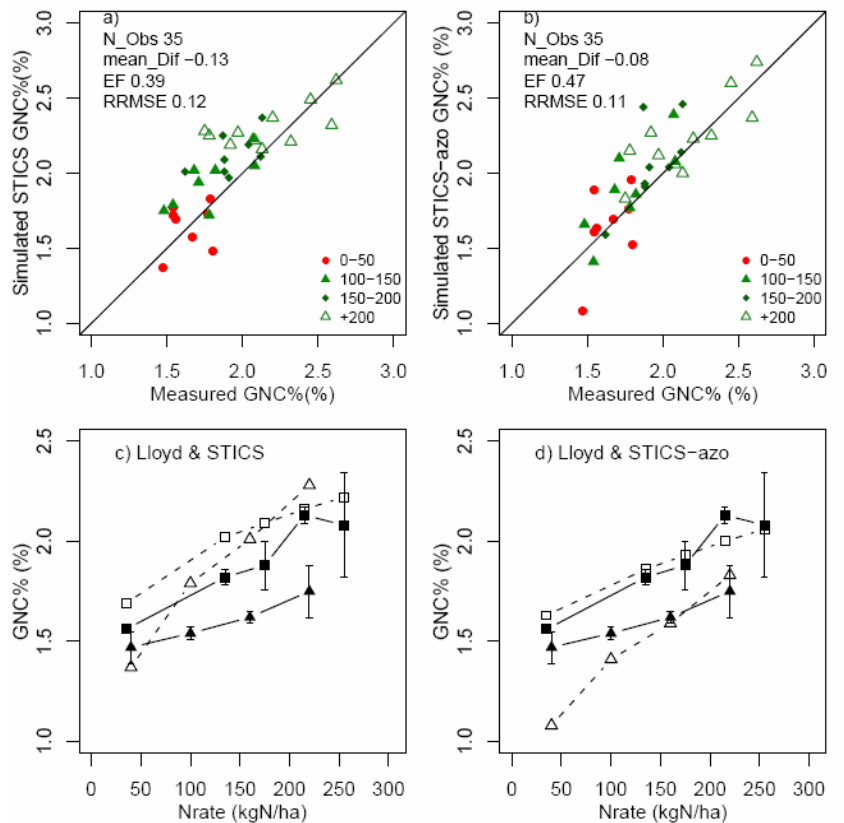 a)
N_Obs 35
mean_Dif −0.13
EF 0.39
RRMSE 0.12
Simulated STICS GNC%(%)
3.0
2.5
2.0
1.5
1.0
0−50
100−150
150−200
+200
1.0 1.5 2.0 2.5 3.0
Measured GNC%(%)
b)
N_Obs 35
mean_Dif −0.08
EF 0.47
RRMSE 0.11
Simulated STICS−azo GNC% (%)
3.0
2.5
2.0
1.5
1.0
0−50
100−150
150−200
+200
1.0 1.5 2.0 2.5 3.0
Measured GNC% (%)
c) Lloyd & STICS
GNC% (%)
2.5
2.0
1.5
1.0
0 50 100 150 200 250 300
Nrate (kgN/ha)
d) Lloyd & STICS−azo
GNC% (%)
2.5
2.0
1.5
1.0
0 50 100 150 200 250 300
Nrate (kgN/ha)